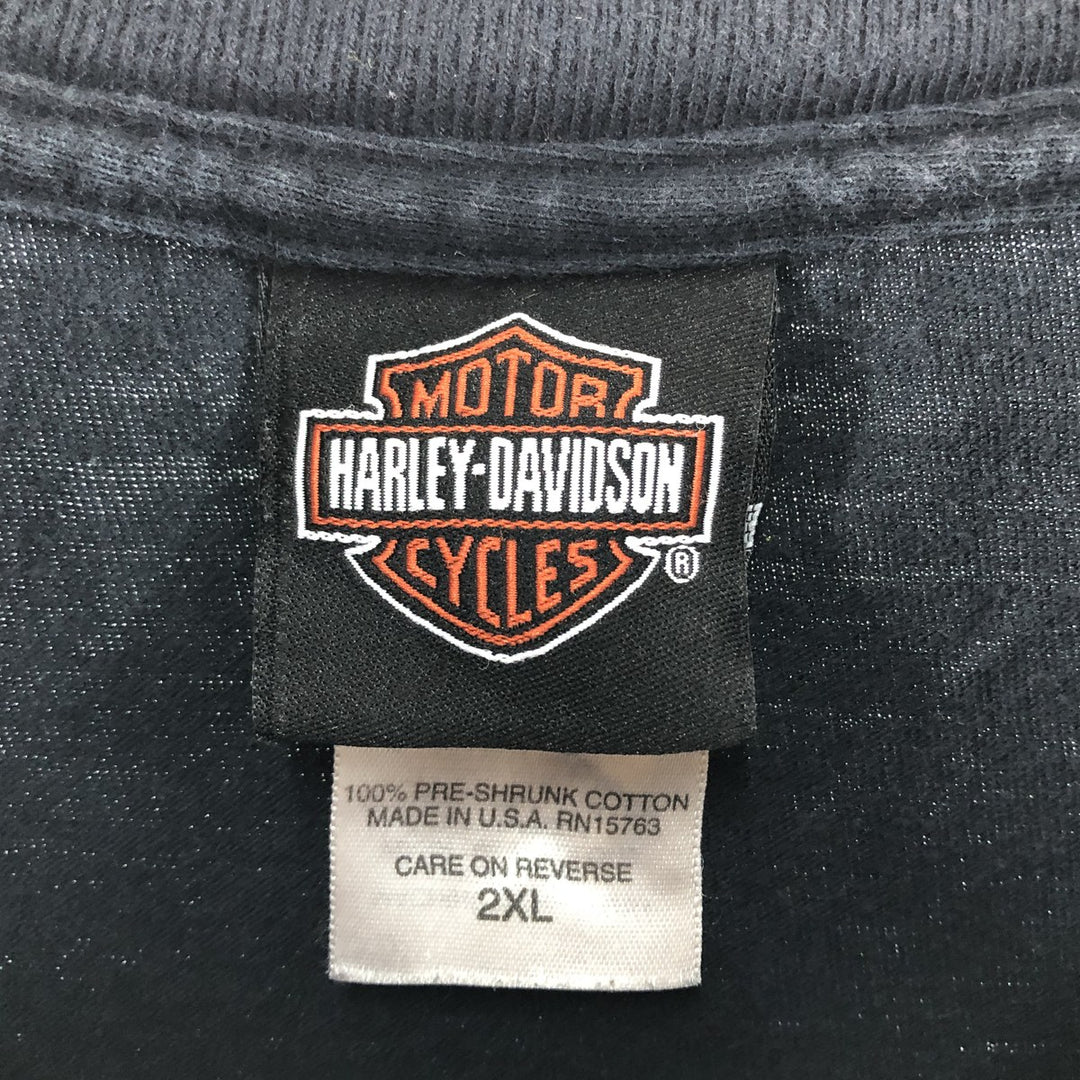 MOTOR
HARLEY-DAVIDSON
CYCLES
®
100% PRE-SHRUNK COTTON
MADE IN U.S.A. RN15763
CARE ON REVERSE
2XL